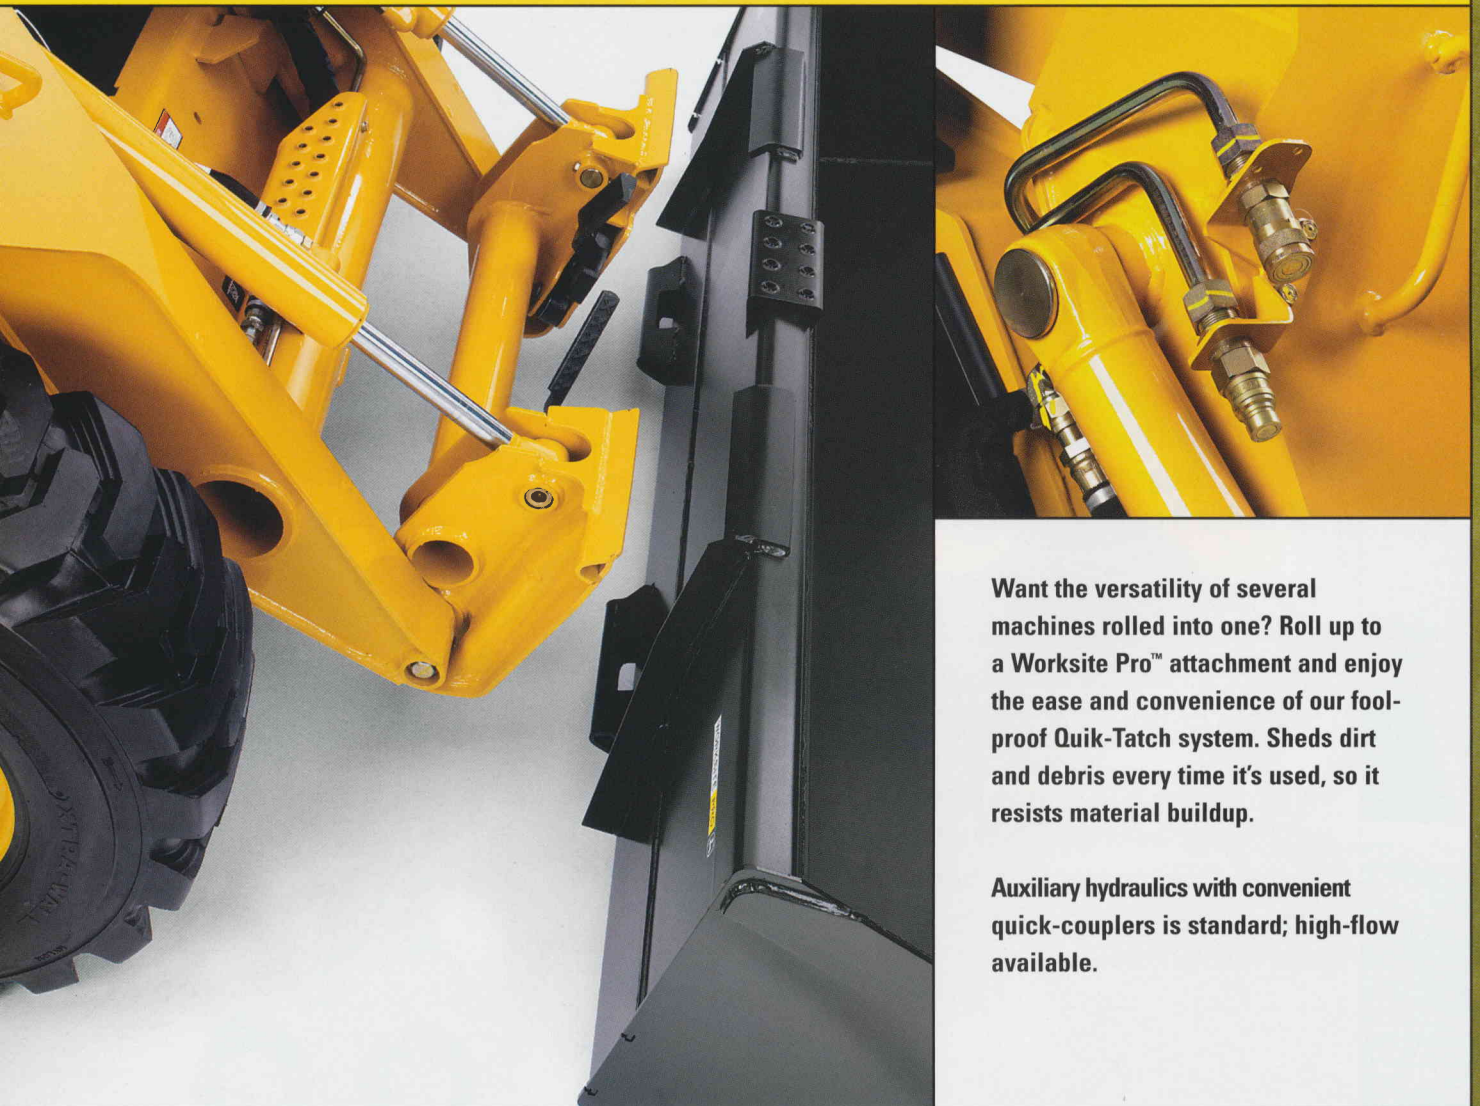 Want the versatility of several
machines rolled into one? Roll up to
a Worksite Pro™ attachment and enjoy
the ease and convenience of our fool-
proof Quik-Tatch system. Sheds dirt
and debris every time it's used, so it
resists material buildup.
Auxiliary hydraulics with convenient
quick-couplers is standard; high-flow
available.